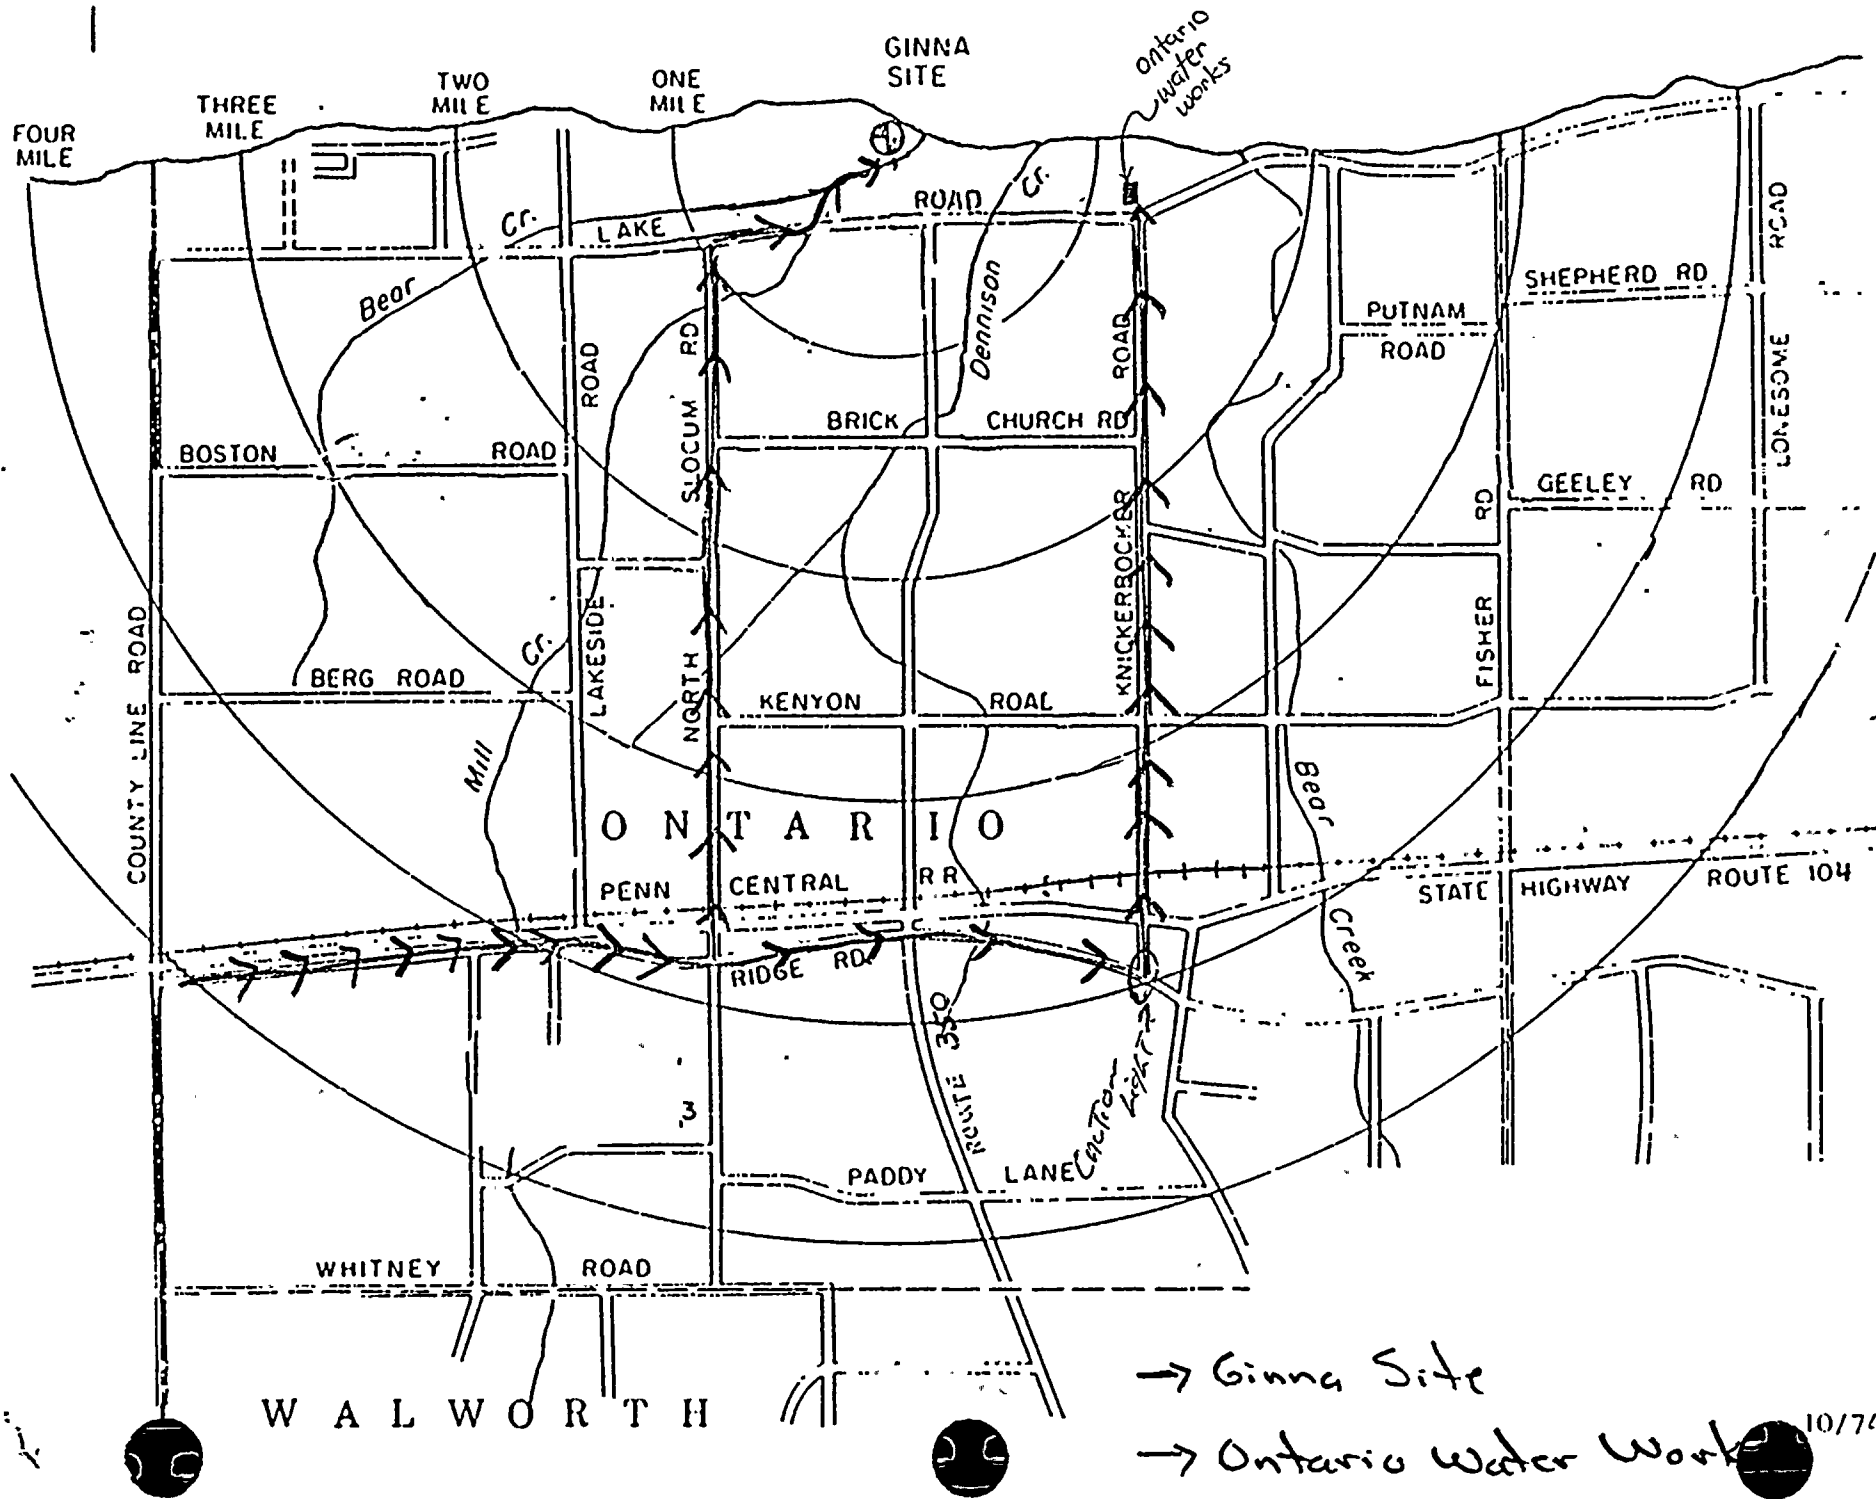 GINNA
SITE
ontario
water
works
ONE
MILE
TWO
MILE
THREE
MILE
FOUR
MILE
Cr.
LAKE
ROAD
Cr.
Bear
Dennison
ROAD
SHEPHERD RD
PUTNAM
ROAD
LONESOME
ROAD
SLOCUM
RD
ROAD
BRICK
CHURCH RD
BOSTON
ROAD
GEELEY
RD
RD
KNICKERBOCKER
FISHER
COUNTY LINE ROAD
LAKESIDE
Cr.
BERG ROAD
NORTH
KENYON
ROAD
Mill
Bear
ONTARIO
PENN
CENTRAL
RR
STATE
HIGHWAY
ROUTE 104
RIDGE
RD.
Creek
ROUTE 350
Caution
Light
3
PADDY
LANE
WHITNEY
ROAD
WALWORTH
→ Ginna Site
→ Ontario Water Work
10/74